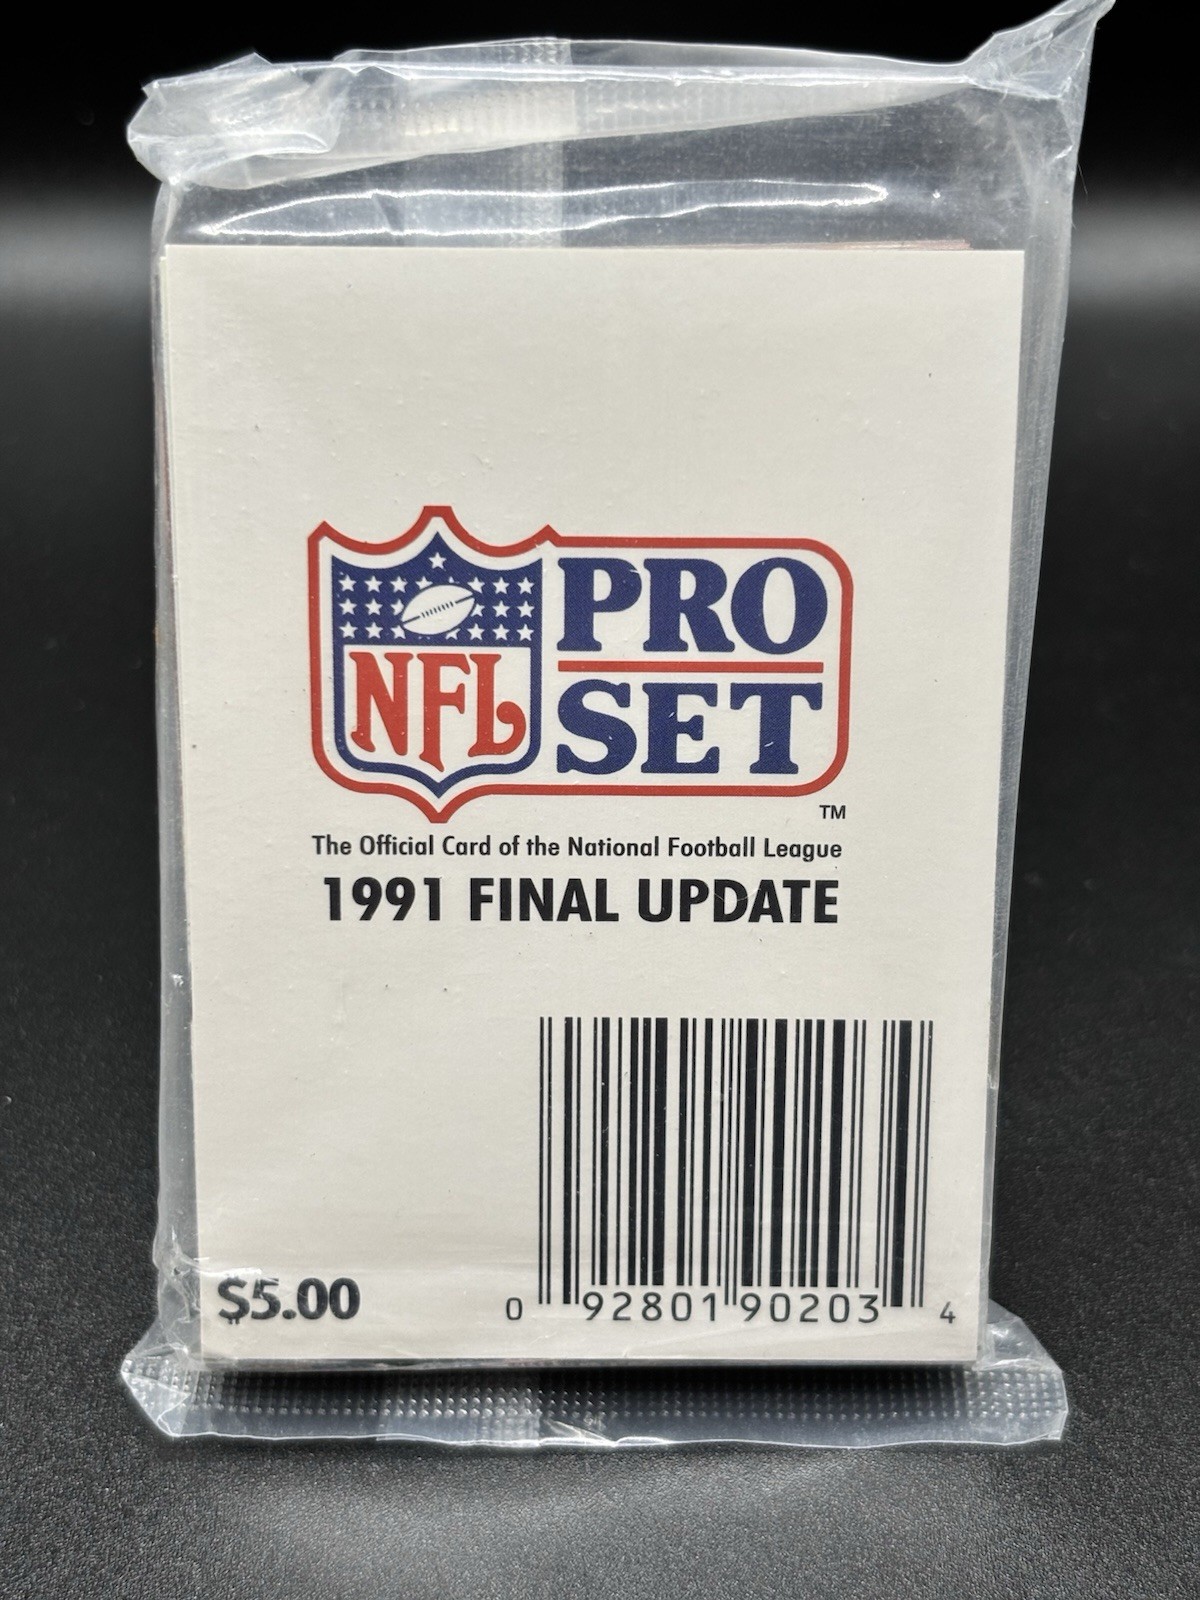 NFL
PRO
SET
TM
The Official Card of the National Football League
1991 FINAL UPDATE
$5.00
0 92801 90203 4